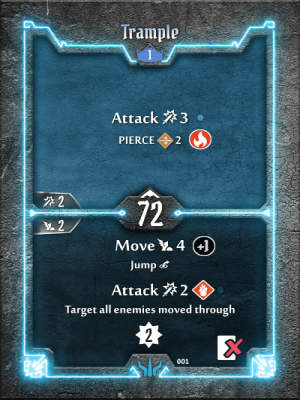 Trample
1
Attack 3
PIERCE 2
2
72
2
Move 4 +1
Jump
Attack 2
Target all enemies moved through
2
001